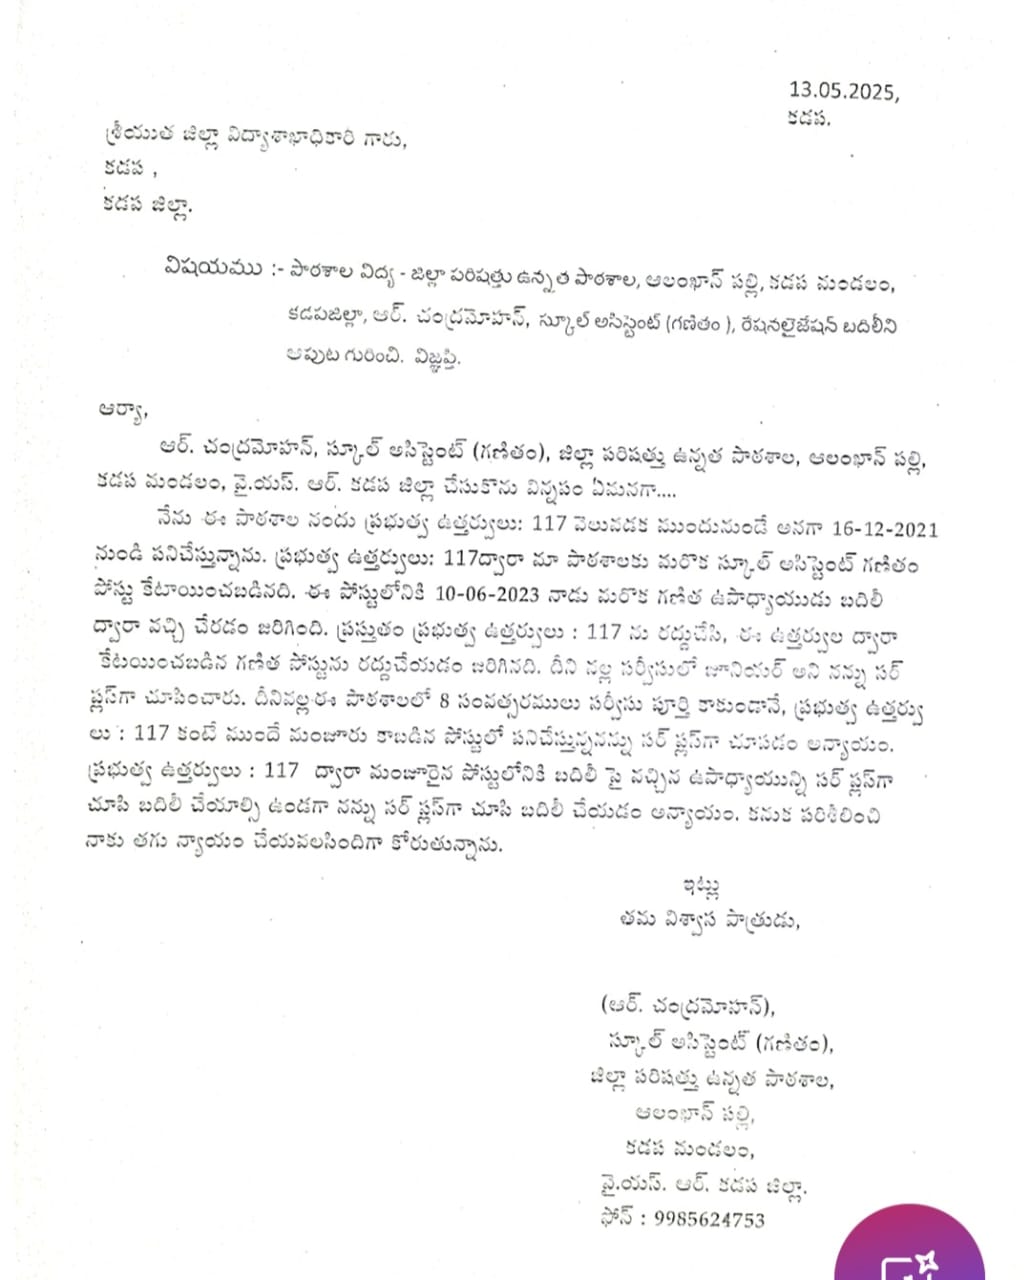 13.05.2025,
కడప.
శ్రీయుత జిల్లా విద్యాశాఖాధికారి గారు,
కడప ,
కడప జిల్లా.
విషయము :- పాఠశాల విద్య - జిల్లా పరిషత్తు ఉన్నత పాఠశాల, ఆలంఖాన్ పల్లి, కడప మండలం,
కడపజిల్లా, ఆర్. చంద్రమోహన్, స్కూల్ అసిస్టెంట్ (గణితం ), రేషనలైజేషన్ బదిలీని
ఆపుట గురించి. విజ్ఞప్తి.
ఆర్యా,
ఆర్. చంద్రమోహన్, స్కూల్ అసిస్టెంట్ (గణితం), జిల్లా పరిషత్తు ఉన్నత పాఠశాల, ఆలంఖాన్ పల్లి,
కడప మండలం, వై.యస్. ఆర్. కడప జిల్లా చేసుకొను విన్నపం ఏమనగా....
నేను ఈ పాఠశాల నందు ప్రభుత్వ ఉత్తర్వులు: 117 వెలువడక ముందునుండే అనగా 16-12-2021
నుండి పనిచేస్తున్నాను. ప్రభుత్వ ఉత్తర్వులు: 117ద్వారా మా పాఠశాలకు మరొక స్కూల్ అసిస్టెంట్ గణితం
పోస్టు కేటాయించబడినది. ఈ పోస్టులోనికి 10-06-2023 నాడు మరొక గణిత ఉపాధ్యాయుడు బదిలీ
ద్వారా వచ్చి చేరడం జరిగింది. ప్రస్తుతం ప్రభుత్వ ఉత్తర్వులు : 117 ను రద్దుచేసి, ఈ ఉత్తర్వుల ద్వారా
కేటయించబడిన గణిత పోస్టును రద్దుచేయడం జరిగినది. దీని వల్ల సర్వీసులో జూనియర్ అని నన్ను సర్
ప్లస్‌గా చూపించారు. దీనివల్ల ఈ పాఠశాలలో 8 సంవత్సరములు సర్వీసు పూర్తి కాకుండానే, ప్రభుత్వ ఉత్తర్వు
లు : 117 కంటే ముందే మంజూరు కాబడిన పోస్టులో పనిచేస్తున్ననన్ను సర్ ప్లస్‌గా చూపడం అన్యాయం.
ప్రభుత్వ ఉత్తర్వులు : 117 ద్వారా మంజూరైన పోస్టులోనికి బదిలీ పై వచ్చిన ఉపాధ్యాయున్ని సర్ ప్లస్‌గా
చూపి బదిలీ చేయాల్సి ఉండగా నన్ను సర్ ప్లస్‌గా చూపి బదిలీ చేయడం అన్యాయం. కనుక పరిశీలించి
నాకు తగు న్యాయం చేయవలసిందిగా కోరుతున్నాను.
ఇట్లు
తమ విశ్వాస పాత్రుడు,
(ఆర్. చంద్రమోహన్),
స్కూల్ అసిస్టెంట్ (గణితం),
జిల్లా పరిషత్తు ఉన్నత పాఠశాల,
ఆలంఖాన్ పల్లి,
కడప మండలం,
వై.యస్. ఆర్. కడప జిల్లా.
ఫోన్ : 9985624753